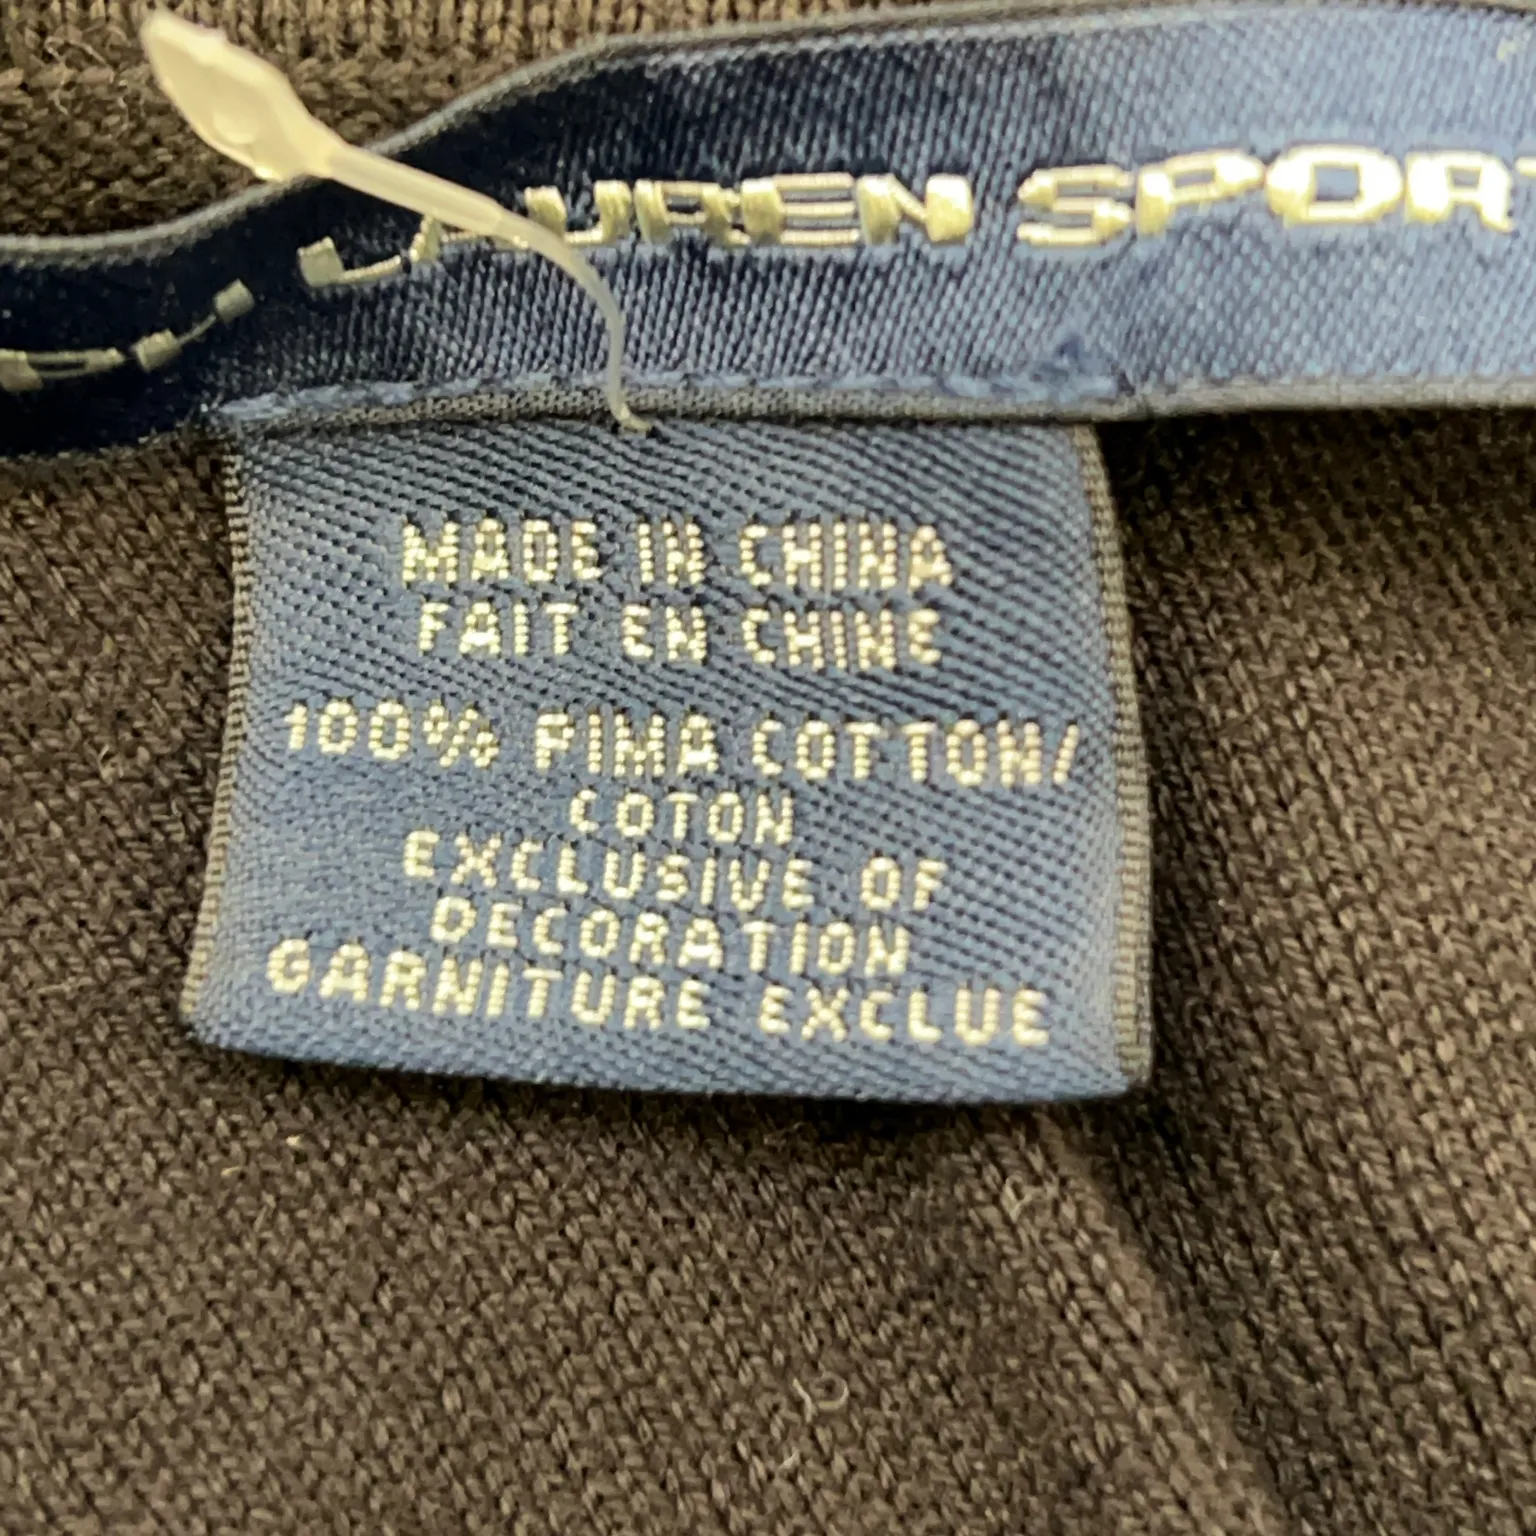 LAUREN SPORT
MADE IN CHINA
FAIT EN CHINE
100% PIMA COTTON/
COTON
EXCLUSIVE OF
DECORATION
GARNITURE EXCLUE